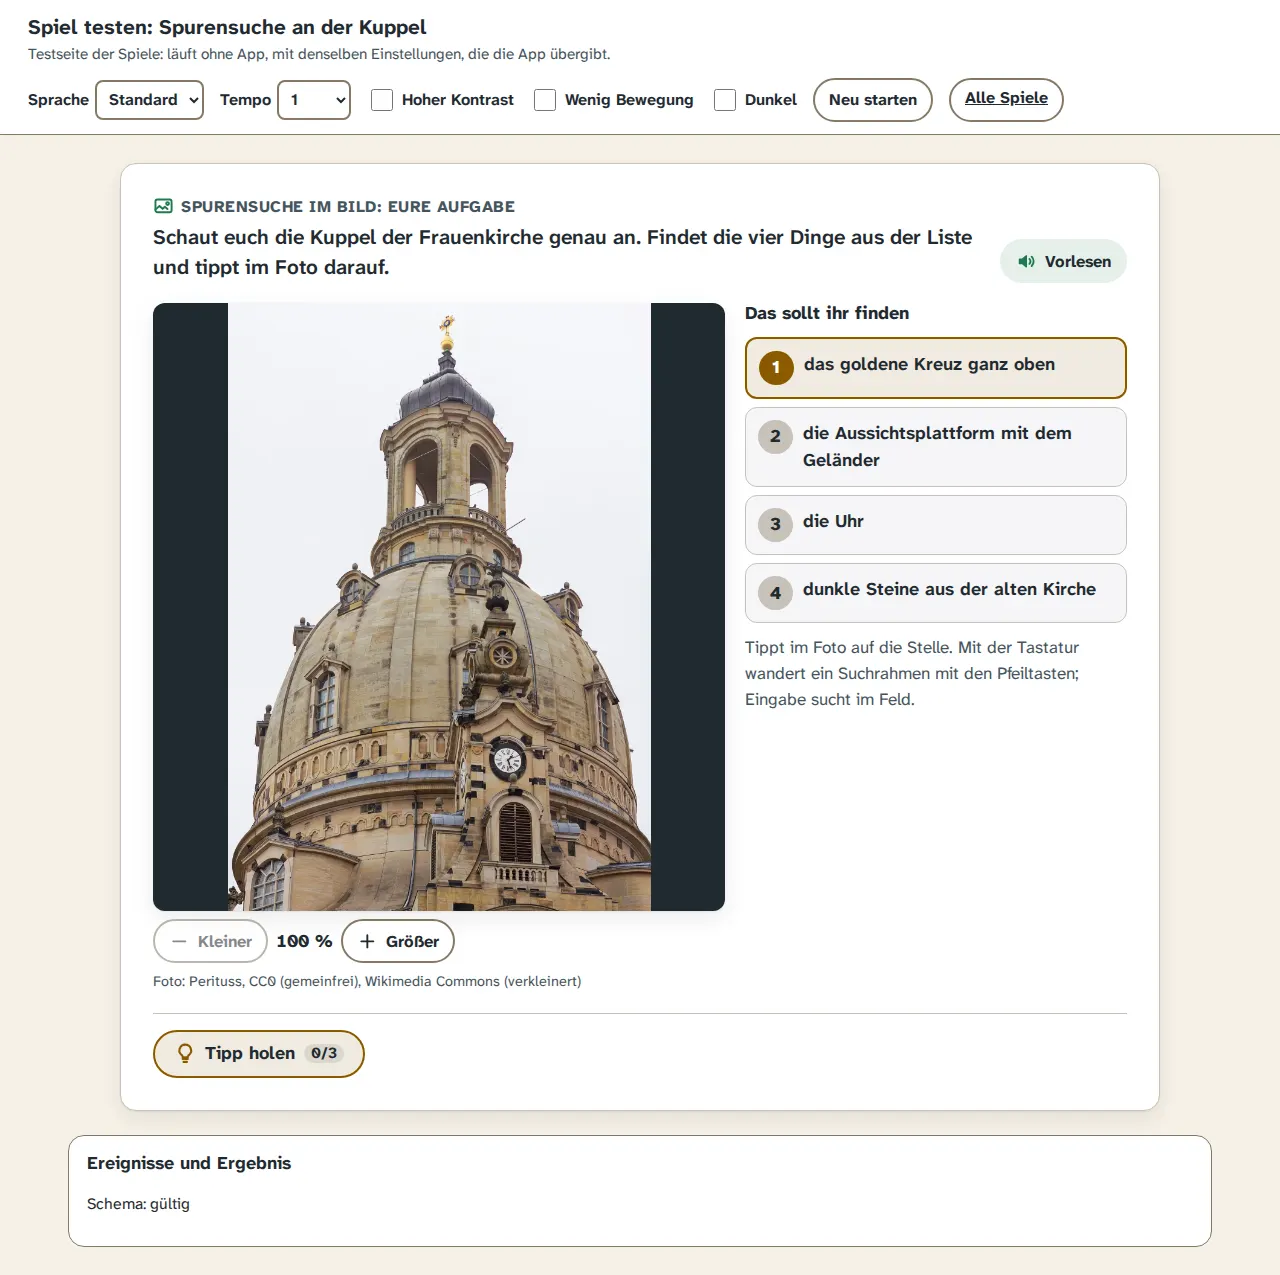 Spiel testen: Spurensuche an der Kuppel
Testseite der Spiele: läuft ohne App, mit denselben Einstellungen, die die App übergibt.
Sprache Standard Tempo 1 Hoher Kontrast Wenig Bewegung Dunkel Neu starten Alle Spiele
SPURENSUCHE IM BILD: EURE AUFGABE
Schaut euch die Kuppel der Frauenkirche genau an. Findet die vier Dinge aus der Liste
und tippt im Foto darauf.
Vorlesen
Das sollt ihr finden
1 das goldene Kreuz ganz oben
2 die Aussichtsplattform mit dem
Geländer
3 die Uhr
4 dunkle Steine aus der alten Kirche
Tippt im Foto auf die Stelle. Mit der Tastatur
wandert ein Suchrahmen mit den Pfeiltasten;
Eingabe sucht im Feld.
− Kleiner 100 % + Größer
Foto: Perituss, CC0 (gemeinfrei), Wikimedia Commons (verkleinert)
Tipp holen 0/3
Ereignisse und Ergebnis
Schema: gültig